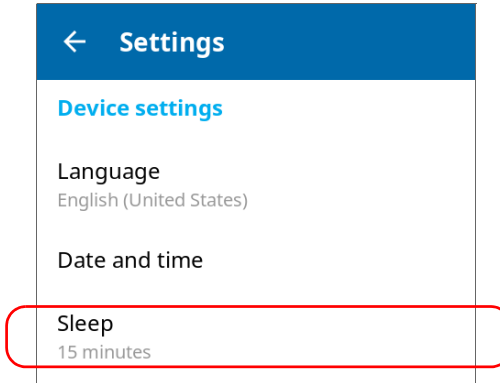 Settings
Device settings
Language
English (United States)
Date and time
Sleep
15 minutes